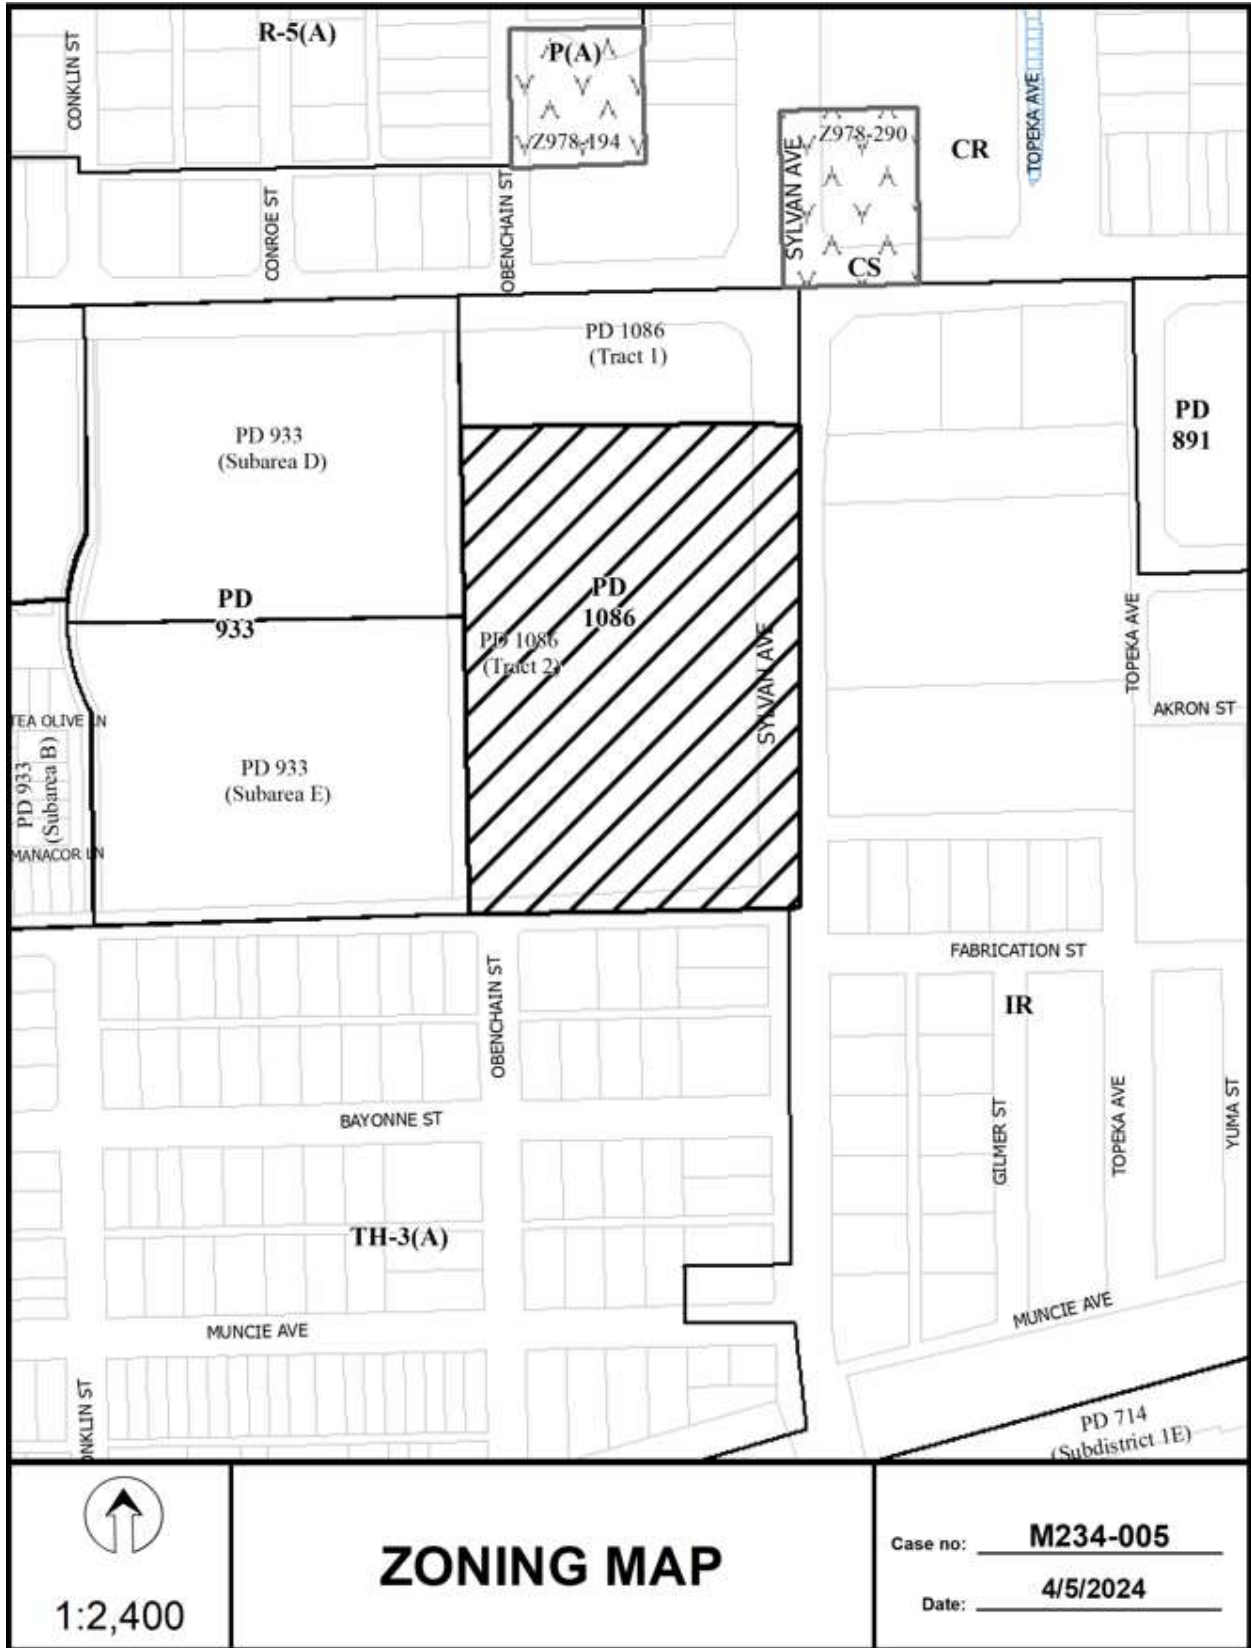 R-5(A)
CONKLIN ST
P(A)
Z978-194
TOPEKA AVE
Z978-290
CR
SYLVAN AVE
CS
CONROE ST
OBENCHAIN ST
PD 1086
(Tract 1)
PD
891
PD 933
(Subarea D)
PD
933
PD
1086
PD 1086
(Tract 2)
SYLVAN AVE
TOPEKA AVE
AKRON ST
TEA OLIVE LN
PD 933
(Subarea B)
PD 933
(Subarea E)
MANACOR LN
FABRICATION ST
OBENCHAIN ST
IR
BAYONNE ST
GILMER ST
TOPEKA AVE
YUMA ST
TH-3(A)
MUNCIE AVE
MUNCIE AVE
ONKLIN ST
PD 714
(Subdistrict 1E)
1:2,400
ZONING MAP
Case no: M234-005
Date: 4/5/2024